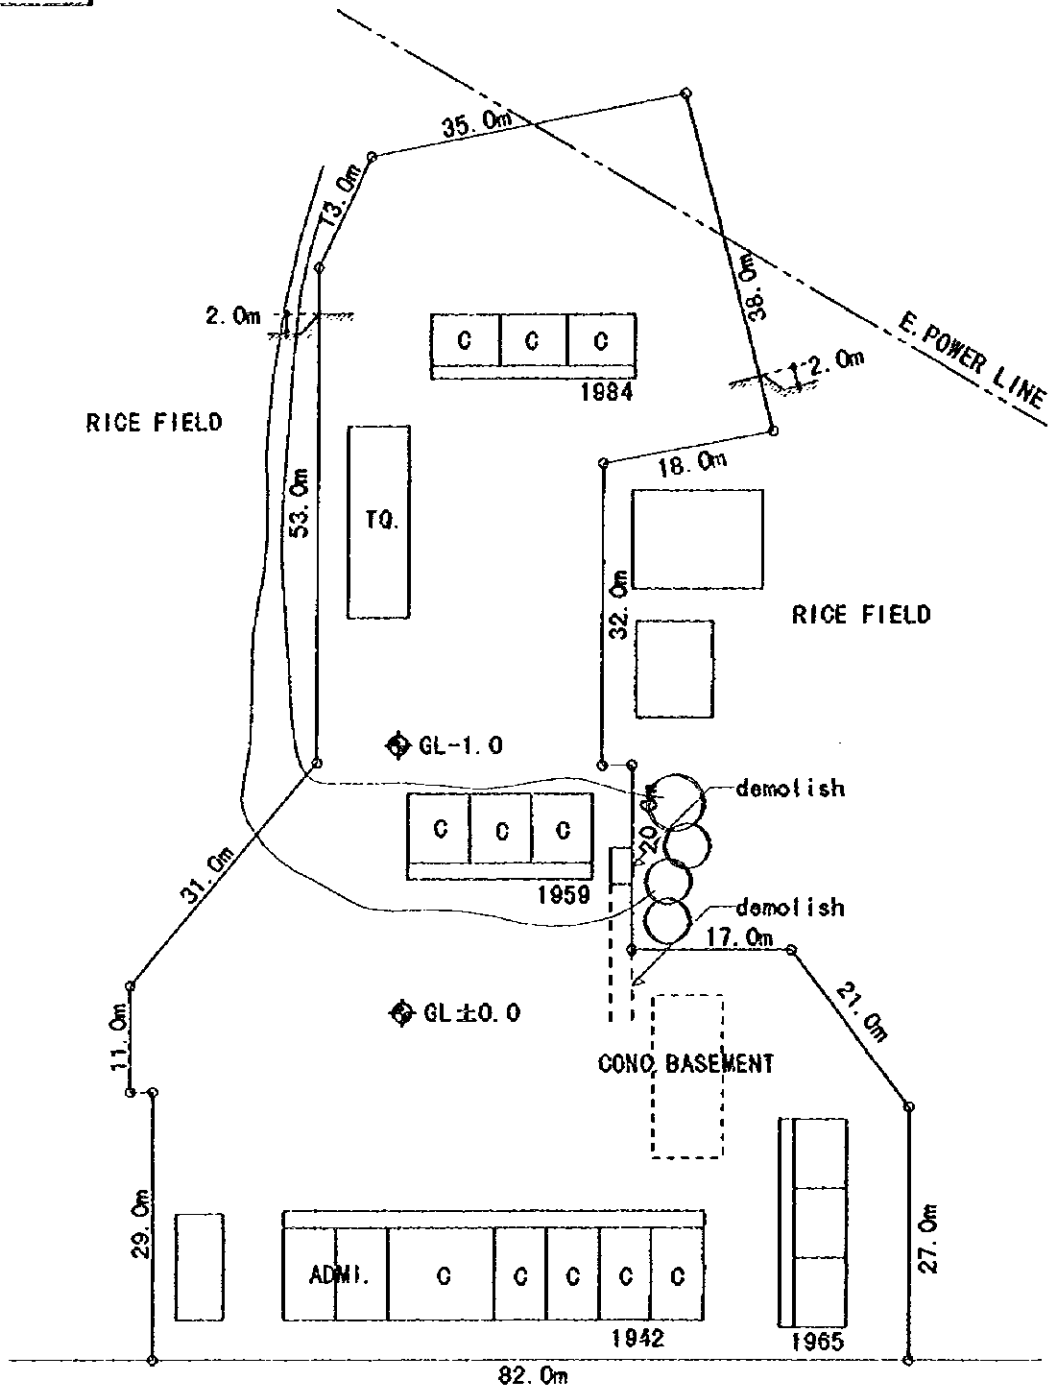 35.0m
13.0m
38.0m
2.0m
E.POWER LINE
C C C
2.0m
1984
RICE FIELD
18.0m
53.0m
TQ.
32.0m
RICE FIELD
GL-1.0
demolish
20.0m
C C C
31.0m
1959
demolish
17.0m
11.0m
GL±0.0
21.0m
CONC BASEMENT
29.0m
27.0m
ADMI. C C C C C
1942
1965
82.0m